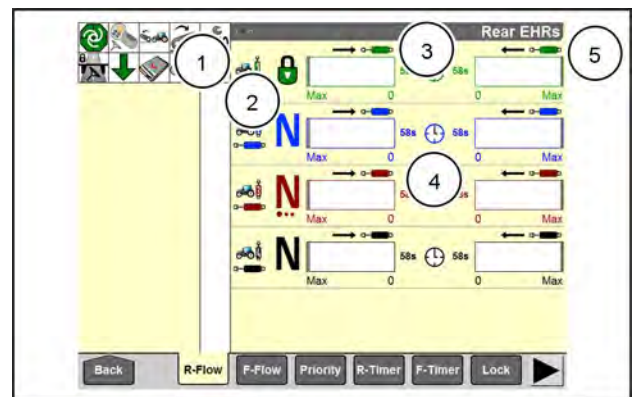 Rear EHRs
1
3
5
58s
Max 0 0 Max
2
N
58s 58s
Max 0 0 Max
N
4
Max 0 0 Max
N
58s 58s
Max 0 0 Max
Back R-Flow F-Flow Priority R-Timer F-Timer Lock